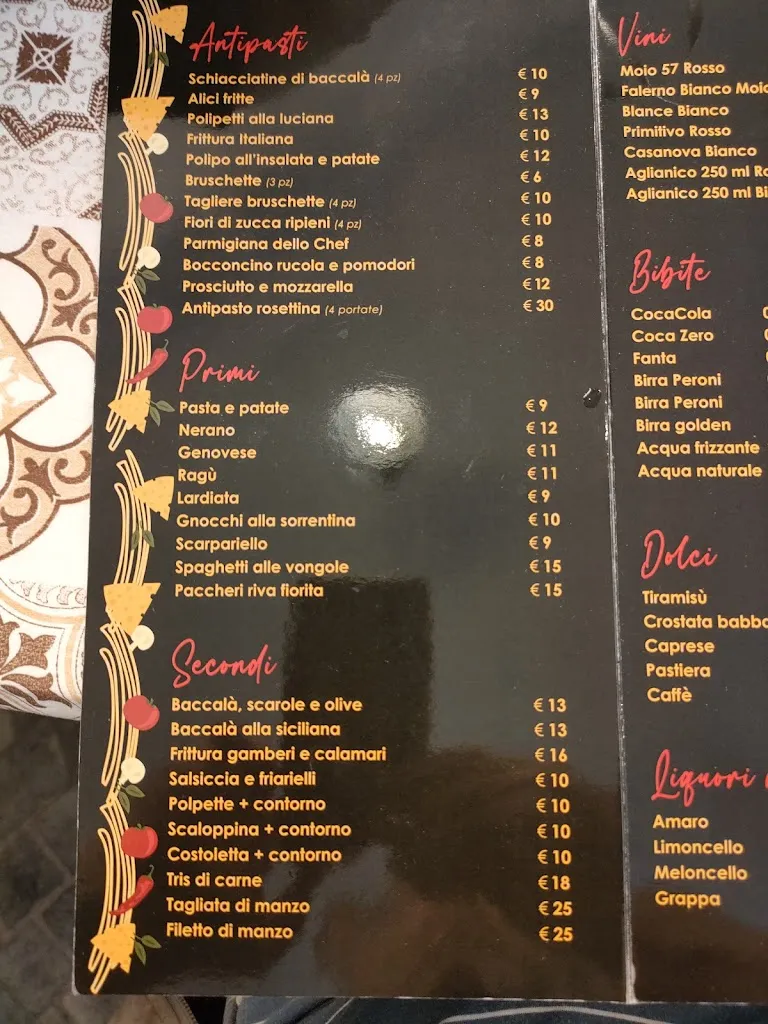 Antipasti
Schiacciatine di baccalà (4 pz) € 10
Alici fritte € 9
Polipetti alla luciana € 13
Frittura Italiana € 10
Polipo all'insalata e patate € 12
Bruschette (3 pz) € 6
Tagliere bruschette (4 pz) € 10
Fiori di zucca ripieni (4 pz) € 10
Parmigiana dello Chef € 8
Bocconcino rucola e pomodori € 8
Prosciutto e mozzarella € 12
Antipasto rosettina (4 portate) € 30
Primi
Pasta e patate € 9
Nerano € 12
Genovese € 11
Ragù € 11
Lardiata € 9
Gnocchi alla sorrentina € 10
Scarpariello € 9
Spaghetti alle vongole € 15
Paccheri riva fiorita € 15
Secondi
Baccalà, scarole e olive € 13
Baccalà alla siciliana € 13
Frittura gamberi e calamari € 16
Salsiccia e friarielli € 10
Polpette + contorno € 10
Scaloppina + contorno € 10
Costoletta + contorno € 10
Tris di carne € 18
Tagliata di manzo € 25
Filetto di manzo € 25
Vini
Moio 57 Rosso
Falerno Bianco Moio
Blance Bianco
Primitivo Rosso
Casanova Bianco
Aglianico 250 ml
Aglianico 250 ml
Bibite
CocaCola
Coca Zero
Fanta
Birra Peroni
Birra Peroni
Birra golden
Acqua frizzante
Acqua naturale
Dolci
Tiramisù
Crostata babba
Caprese
Pastiera
Caffè
Liquori
Amaro
Limoncello
Meloncello
Grappa